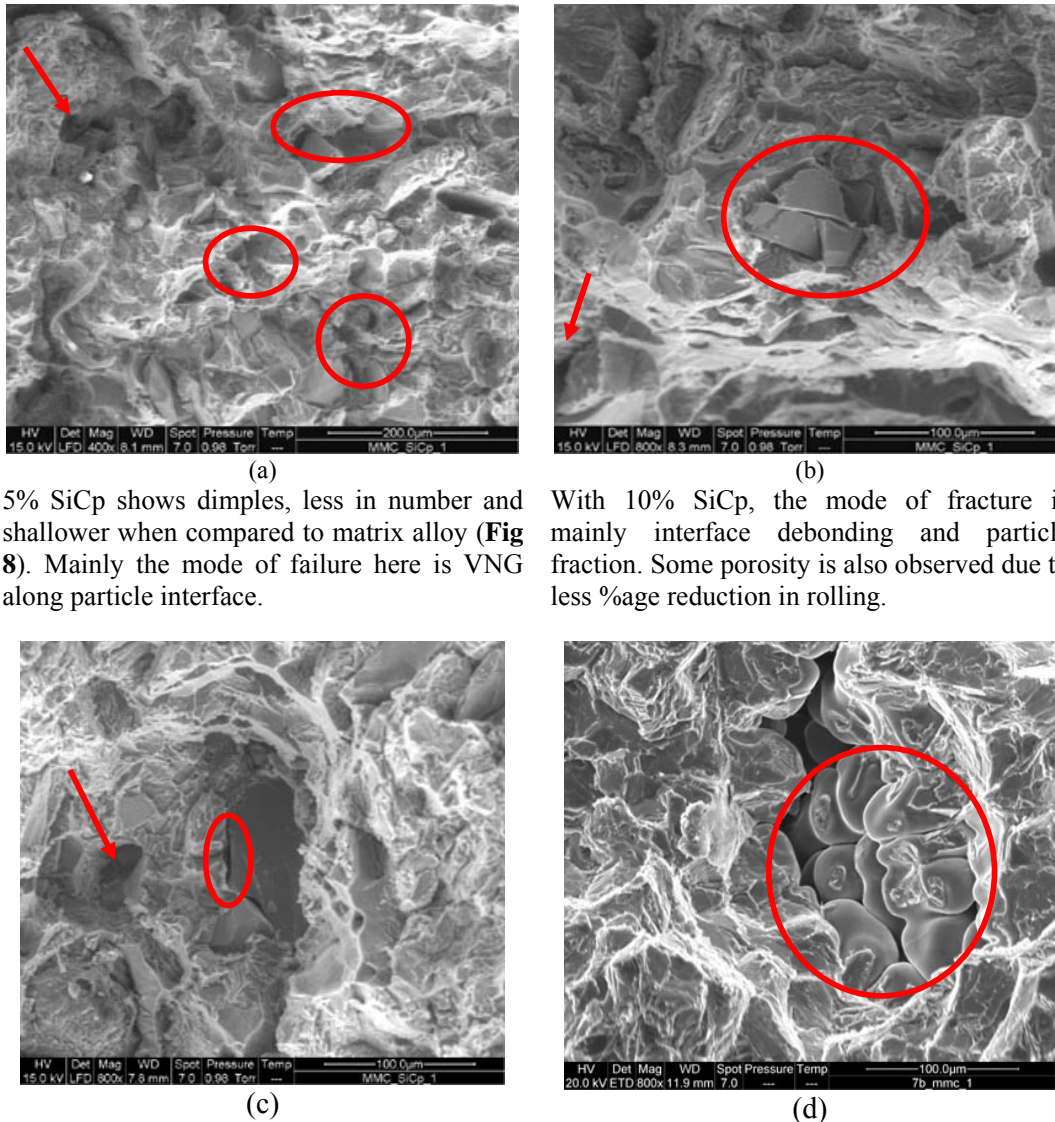 HV Det Mag WD Spot Pressure Temp 200.0µm
15.0 kV LFD 400x 8.1 mm 7.0 0.98 Torr --- MMC_SiCp_1
(a)
5% SiCp shows dimples, less in number and
shallower when compared to matrix alloy (Fig
8). Mainly the mode of failure here is VNG
along particle interface.
HV Det Mag WD Spot Pressure Temp 100.0µm
15.0 kV LFD 800x 8.3 mm 7.0 0.98 Torr --- MMC_SiCp_1
(b)
With 10% SiCp, the mode of fracture i
mainly interface debonding and particl
fraction. Some porosity is also observed due t
less %age reduction in rolling.
HV Det Mag WD Spot Pressure Temp 100.0µm
15.0 kV LFD 800x 7.8 mm 7.0 0.98 Torr --- MMC_SiCp_1
(c)
HV Det Mag WD Spot Pressure Temp 100.0µm
20.0 kV ETD 800x 11.9 mm 7.0 --- --- 7b_mmc_1
(d)